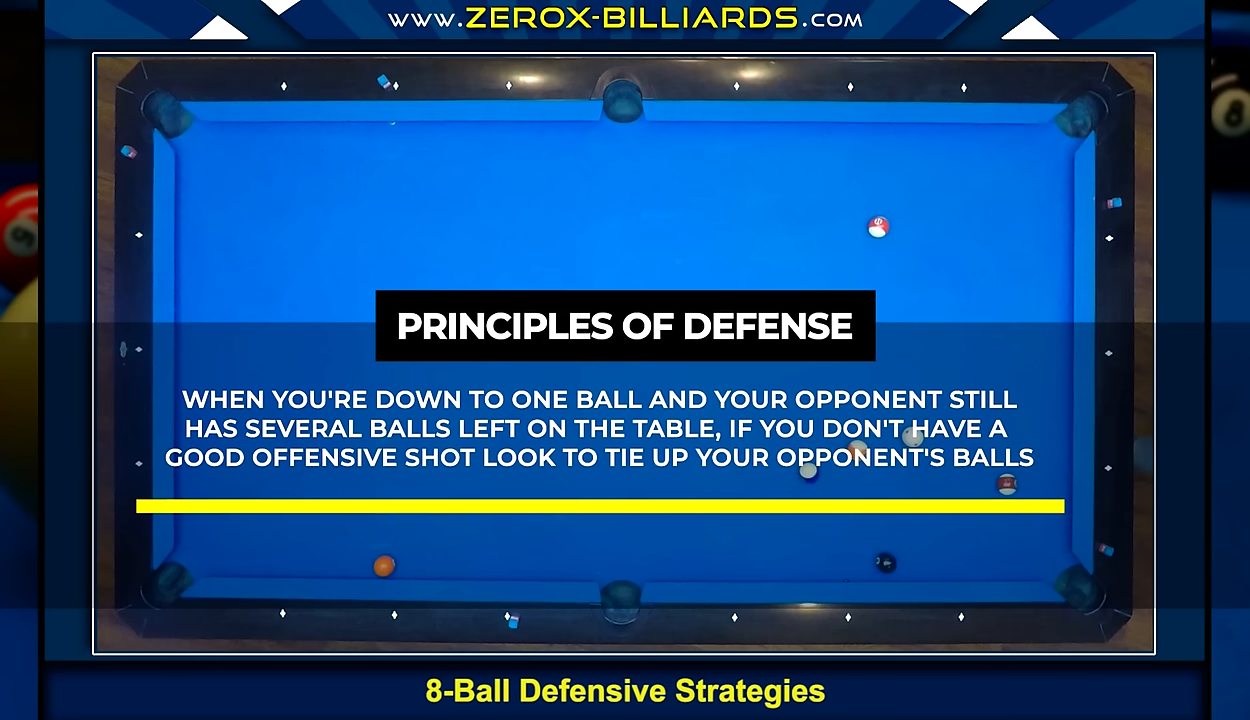 www.ZEROX-BILLIARDS.com
PRINCIPLES OF DEFENSE
WHEN YOU'RE DOWN TO ONE BALL AND YOUR OPPONENT STILL
HAS SEVERAL BALLS LEFT ON THE TABLE, IF YOU DON'T HAVE A
GOOD OFFENSIVE SHOT LOOK TO TIE UP YOUR OPPONENT'S BALLS
8-Ball Defensive Strategies